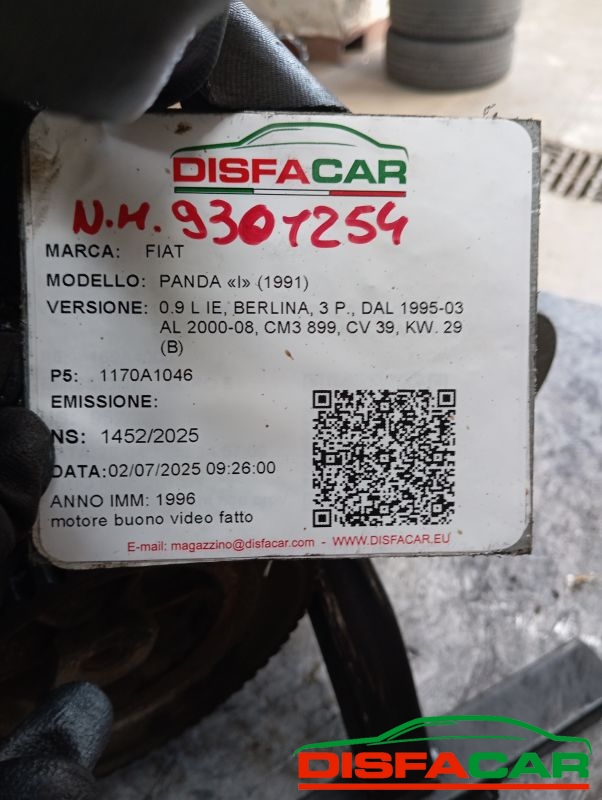 DISFACAR
N.M. 9301254
MARCA: FIAT
MODELLO: PANDA «I» (1991)
VERSIONE: 0.9 L IE, BERLINA, 3 P., DAL 1995-03
AL 2000-08, CM3 899, CV 39, KW. 29
(B)
P5: 1170A1046
EMISSIONE:
NS: 1452/2025
DATA:02/07/2025 09:26:00
ANNO IMM: 1996
motore buono video fatto
E-mail: magazzino@disfacar.com - WWW.DISFACAR.EU
DISFACAR